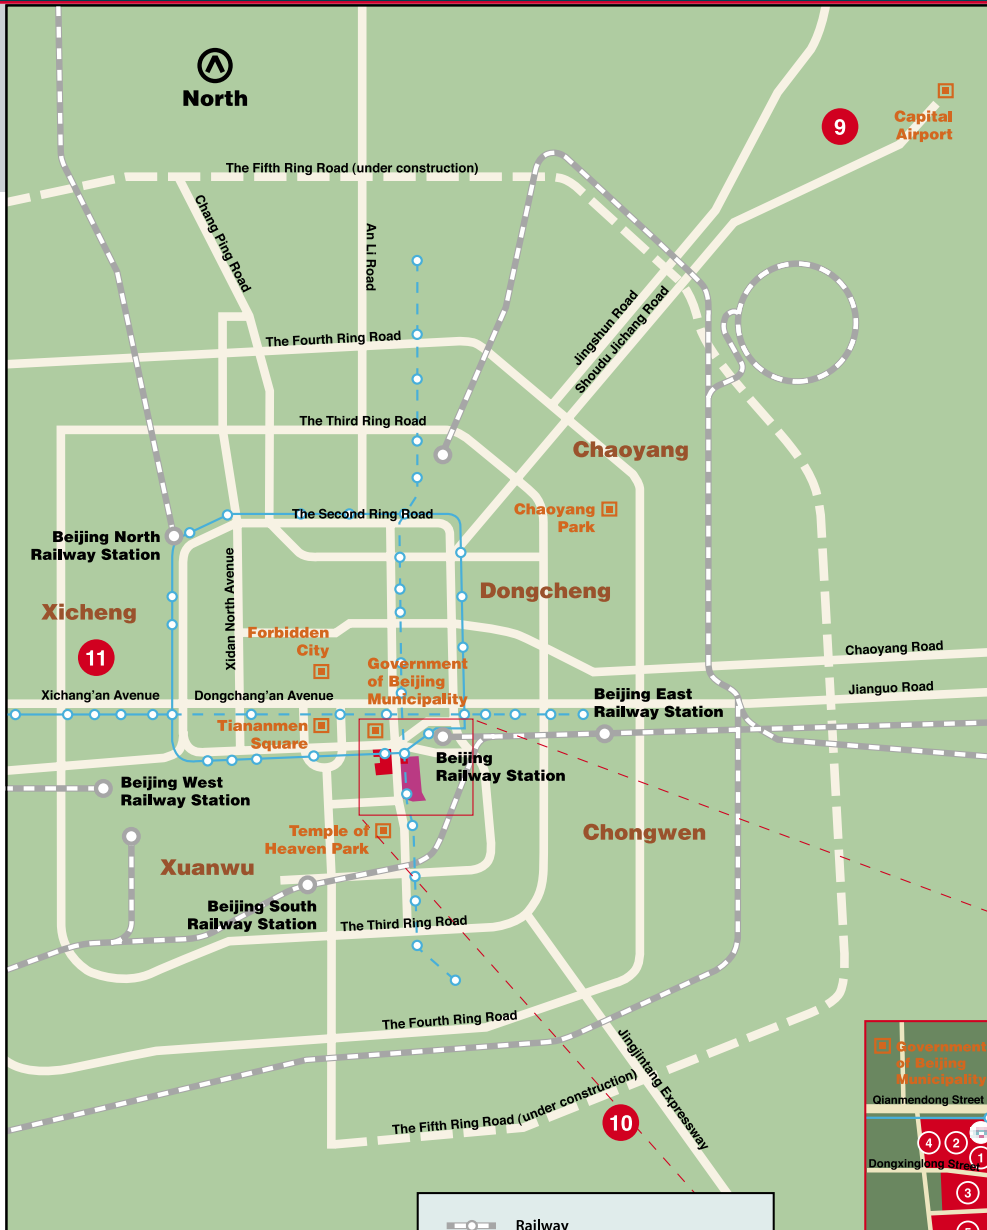 North
9
Capital
Airport
The Fifth Ring Road (under construction)
Chang Ping Road
An Li Road
Jingshun Road
Shoudu Jichang Road
The Fourth Ring Road
The Third Ring Road
Chaoyang
Chaoyang
Park
The Second Ring Road
Beijing North
Railway Station
Xidan North Avenue
Dongcheng
Xicheng
Forbidden
City
11
Government
of Beijing
Municipality
Chaoyang Road
Xichang'an Avenue
Dongchang'an Avenue
Jianguo Road
Beijing East
Railway Station
Tiananmen
Square
Beijing
Railway Station
Beijing West
Railway Station
Temple of
Heaven Park
Chongwen
Xuanwu
Beijing South
Railway Station
The Third Ring Road
The Fourth Ring Road
Jingjintang Expressway
The Fifth Ring Road (under construction)
10
Government
of Beijing
Municipality
Qianmendong Street
4
2
1
Dongxinglong Street
3
5
Railway